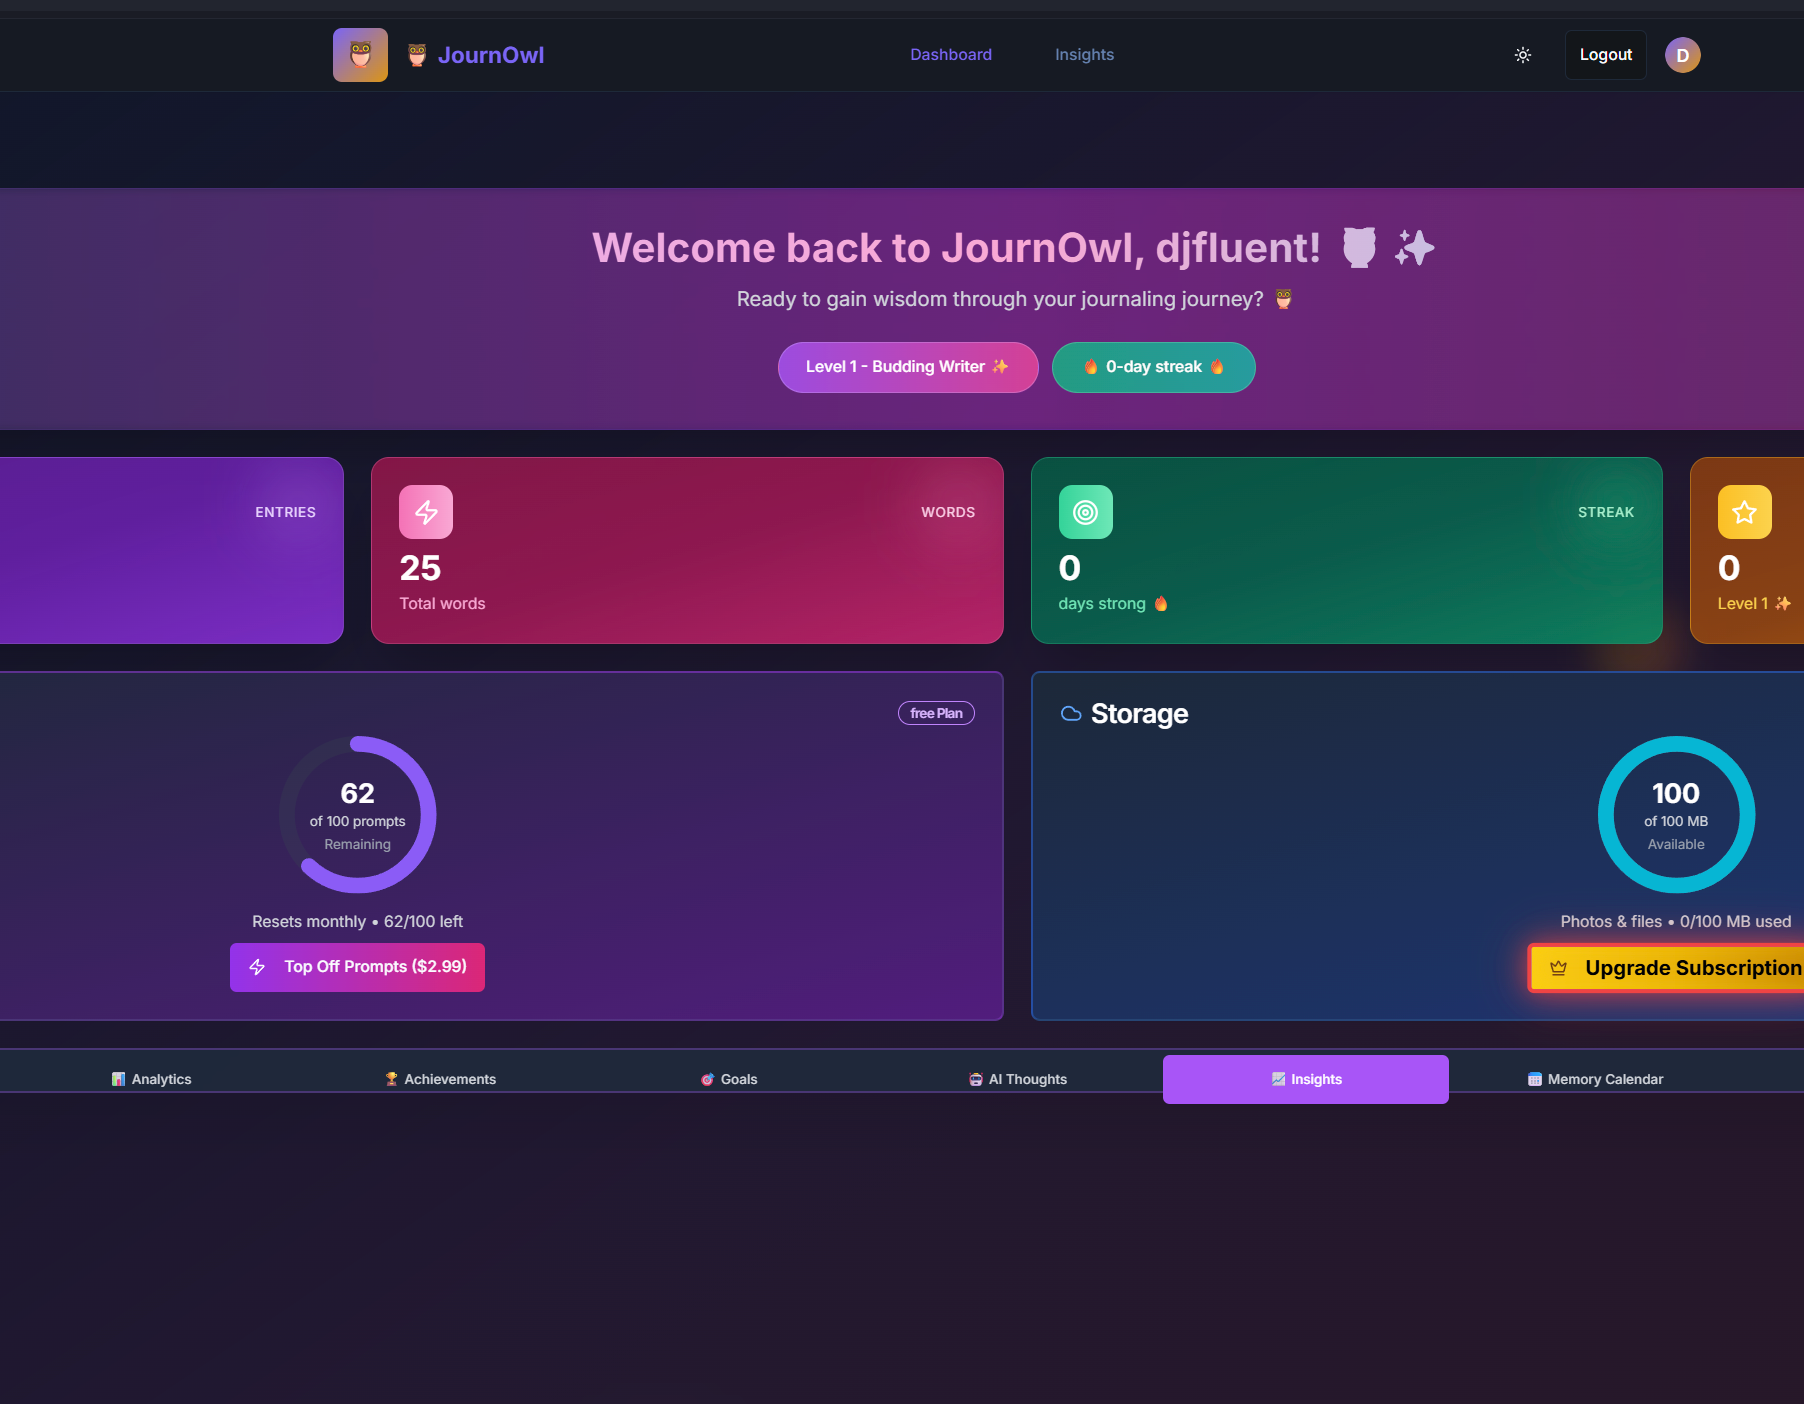 🦉 JournOwl
Dashboard
Insights
Logout
D
Welcome back to JournOwl, djfluent! 🦉 ✨
Ready to gain wisdom through your journaling journey? 🦉
Level 1 - Budding Writer ✨
🔥 0-day streak 🔥
ENTRIES
WORDS
25
Total words
STREAK
0
days strong 🔥
0
Level 1 ✨
free Plan
62
of 100 prompts
Remaining
Resets monthly • 62/100 left
Top Off Prompts ($2.99)
Storage
100
of 100 MB
Available
Photos & files • 0/100 MB used
Upgrade Subscription
📊 Analytics
🏆 Achievements
🎯 Goals
🤖 AI Thoughts
📈 Insights
🗓️ Memory Calendar